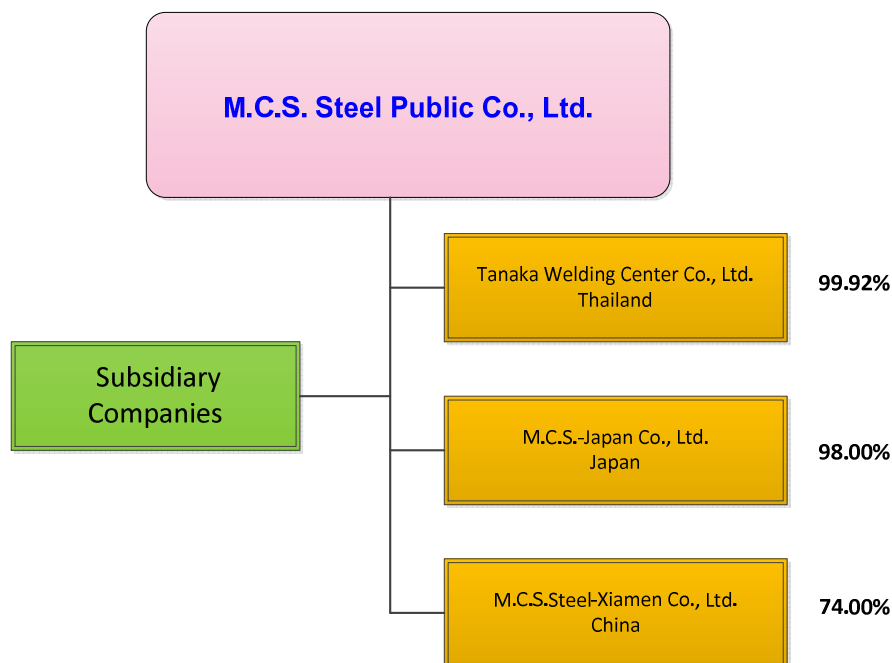 M.C.S. Steel Public Co., Ltd.
Tanaka Welding Center Co., Ltd.
Thailand
99.92%
Subsidiary
Companies
M.C.S.-Japan Co., Ltd.
Japan
98.00%
M.C.S.Steel-Xiamen Co., Ltd.
China
74.00%